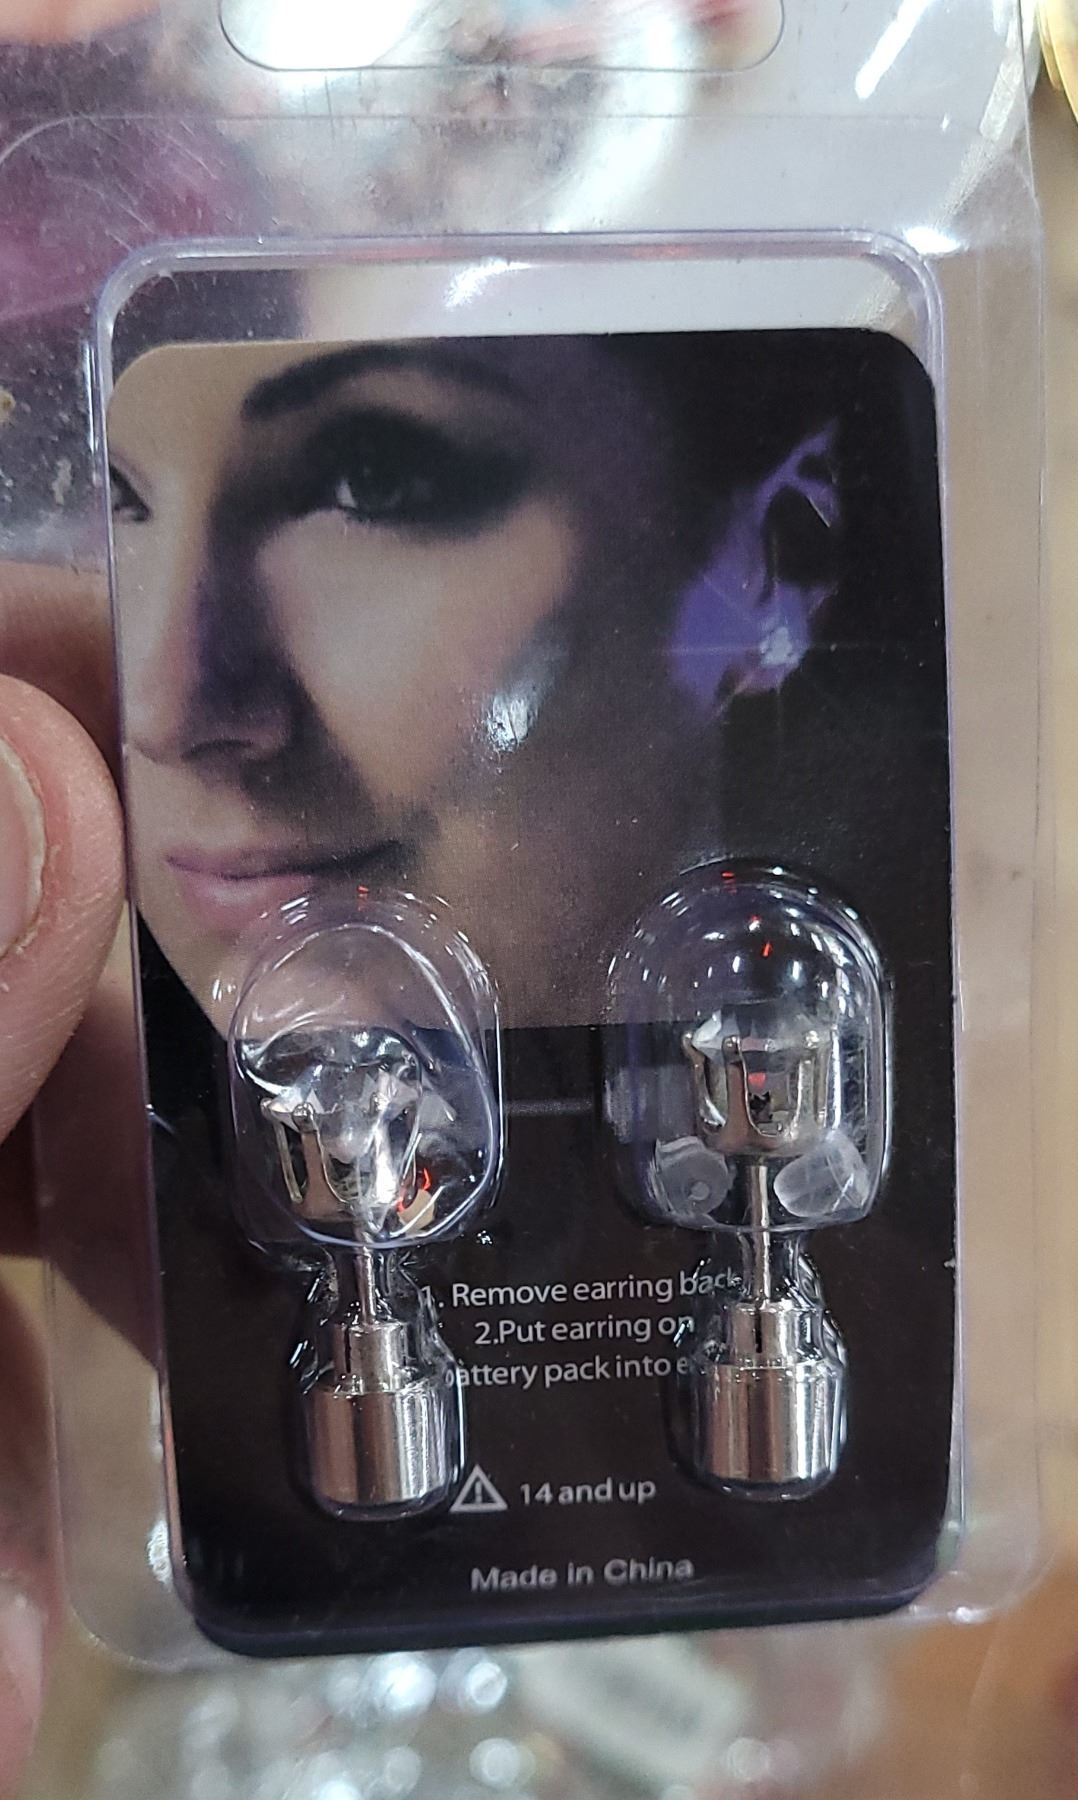 1. Remove earring back
2.Put earring on
battery pack into
14 and up
Made in China